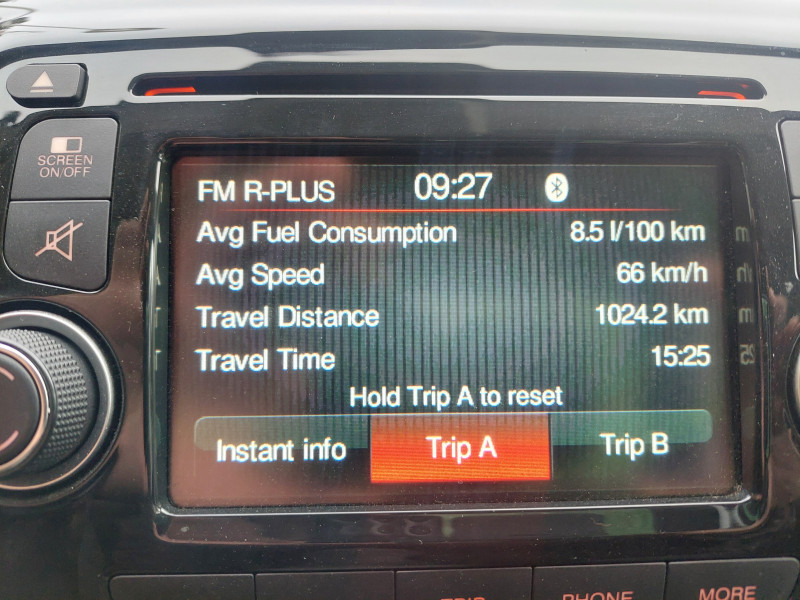 SCREEN
ON/OFF
FM R-PLUS 09:27
Avg Fuel Consumption 8.5 l/100 km
Avg Speed 66 km/h
Travel Distance 1024.2 km
Travel Time 15:25
Hold Trip A to reset
Instant info Trip A Trip B
TRIP PHONE MORE